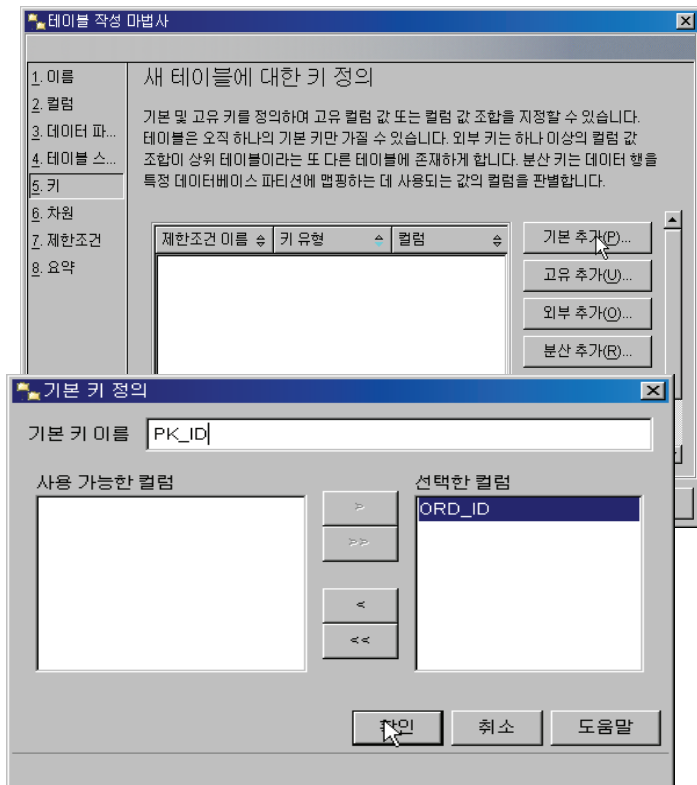 테이블 작성 마법사
1. 이름
2. 컬럼
3. 데이터 파...
4. 테이블 스...
5. 키
6. 차원
7. 제한조건
8. 요약
새 테이블에 대한 키 정의
기본 및 고유 키를 정의하여 고유 컬럼 값 또는 컬럼 값 조합을 지정할 수 있습니다.
테이블은 오직 하나의 기본 키만 가질 수 있습니다. 외부 키는 하나 이상의 컬럼 값
조합이 상위 테이블이라는 또 다른 테이블에 존재하게 합니다. 분산 키는 데이터 행을
특정 데이터베이스 파티션에 맵핑하는 데 사용되는 값의 컬럼을 판별합니다.
제한조건 이름 키 유형 컬럼
기본 추가(P)...
고유 추가(U)...
외부 추가(O)...
분산 추가(R)...
기본 키 정의
기본 키 이름 PK_ID
사용 가능한 컬럼
>
>>
<
<<
선택한 컬럼
ORD_ID
확인 취소 도움말